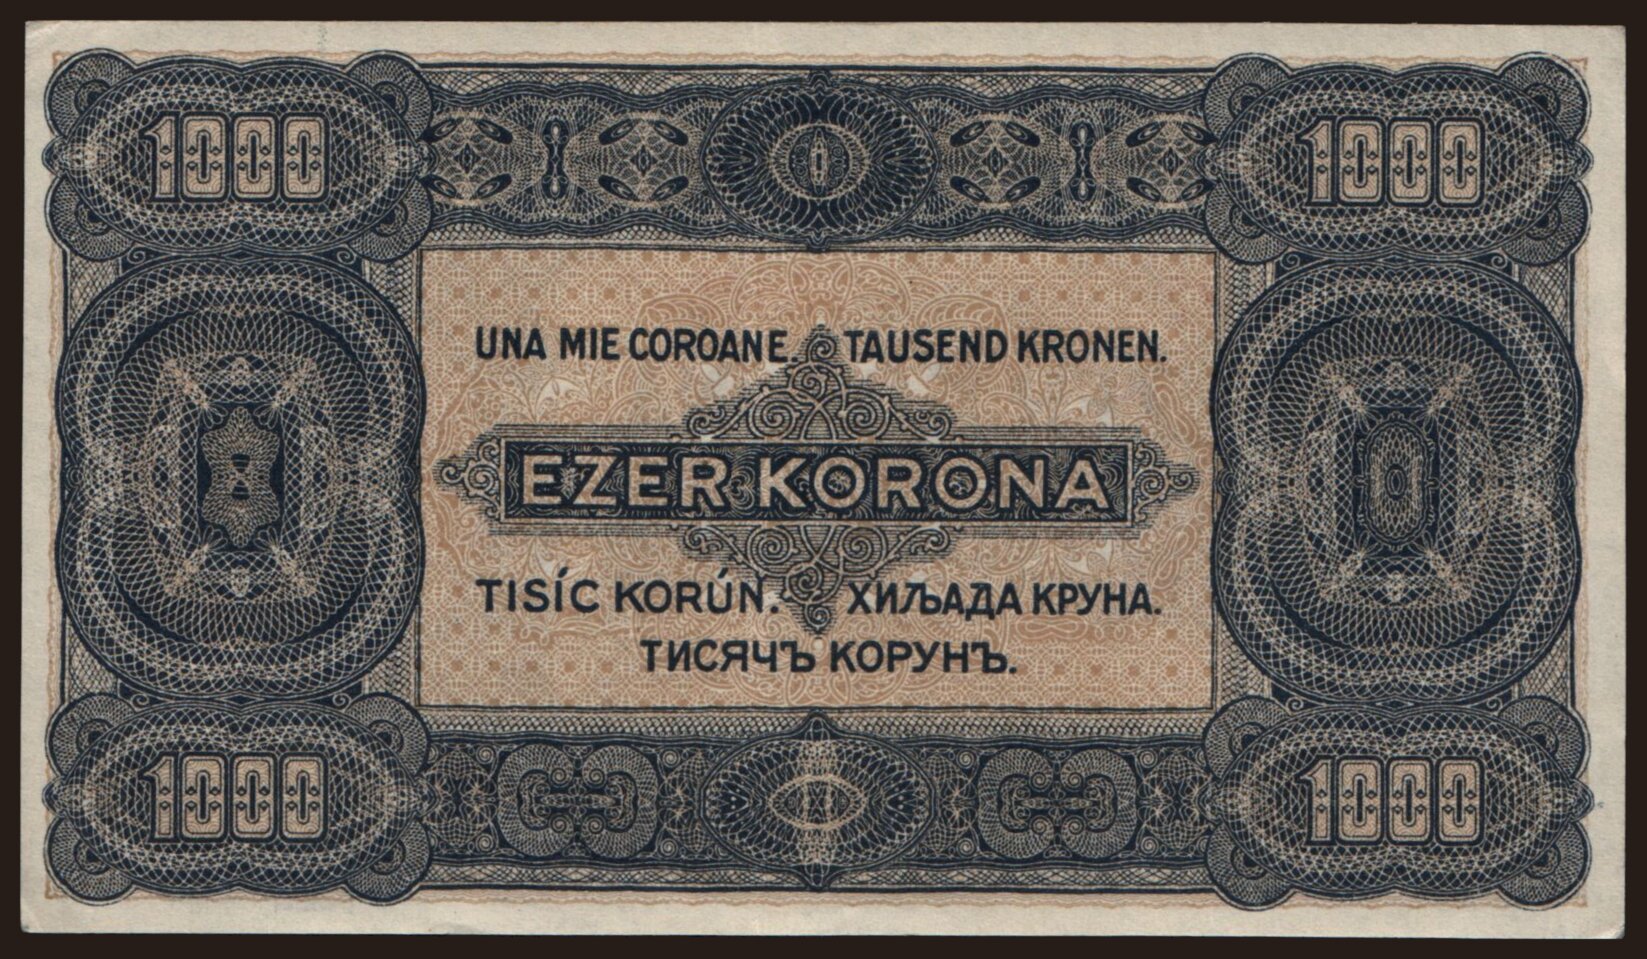 1000 1000
UNA MIE COROANE. TAUSEND KRONEN.
EZER KORONA
TISÍC KORÚN. ХИЉАДА КРУНА.
ТИСЯЧЪ КОРУНЪ.
1000 1000